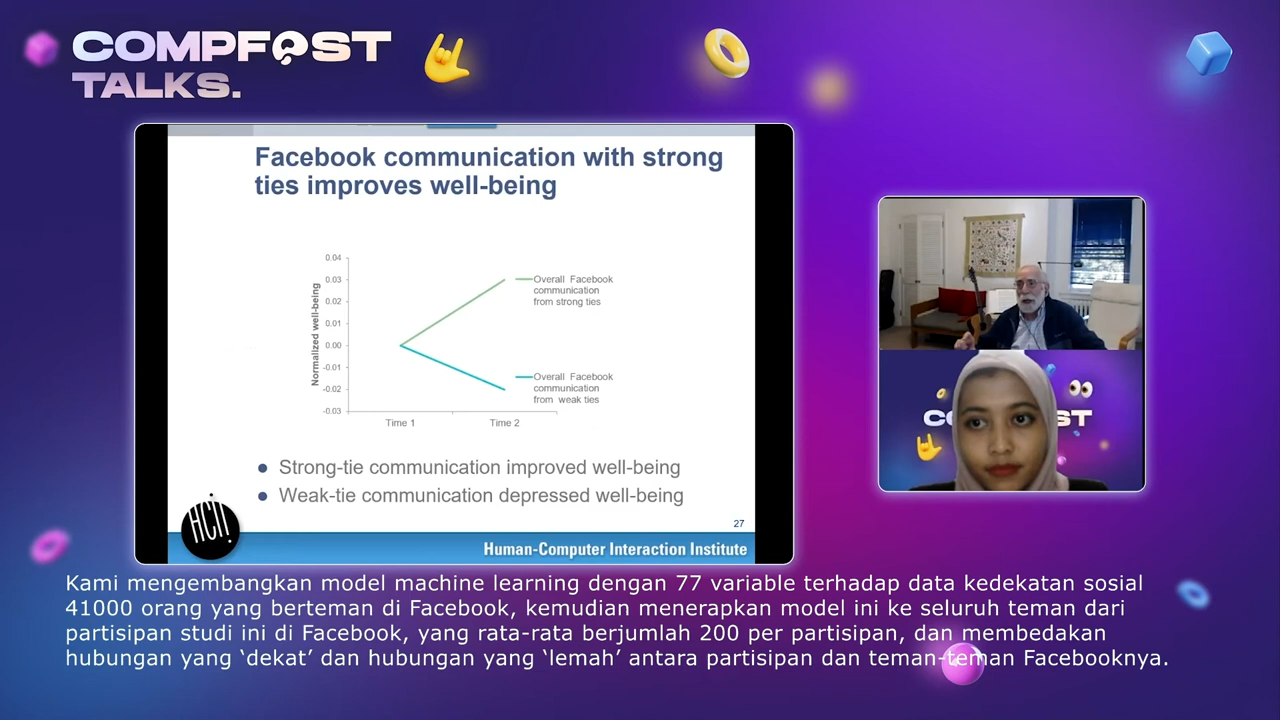 COMPFEST
TALKS.
Facebook communication with strong
ties improves well-being
Normalized well-being
0.04
0.03
0.02
0.01
0.00
-0.01
-0.02
-0.03
Time 1
Time 2
Overall Facebook
communication
from strong ties
Overall Facebook
communication
from weak ties
● Strong-tie communication improved well-being
● Weak-tie communication depressed well-being
27
HCII
Human-Computer Interaction Institute
Kami mengembangkan model machine learning dengan 77 variable terhadap data kedekatan sosial
41000 orang yang berteman di Facebook, kemudian menerapkan model ini ke seluruh teman dari
partisipan studi ini di Facebook, yang rata-rata berjumlah 200 per partisipan, dan membedakan
hubungan yang ‘dekat’ dan hubungan yang ‘lemah’ antara partisipan dan teman-teman Facebooknya.